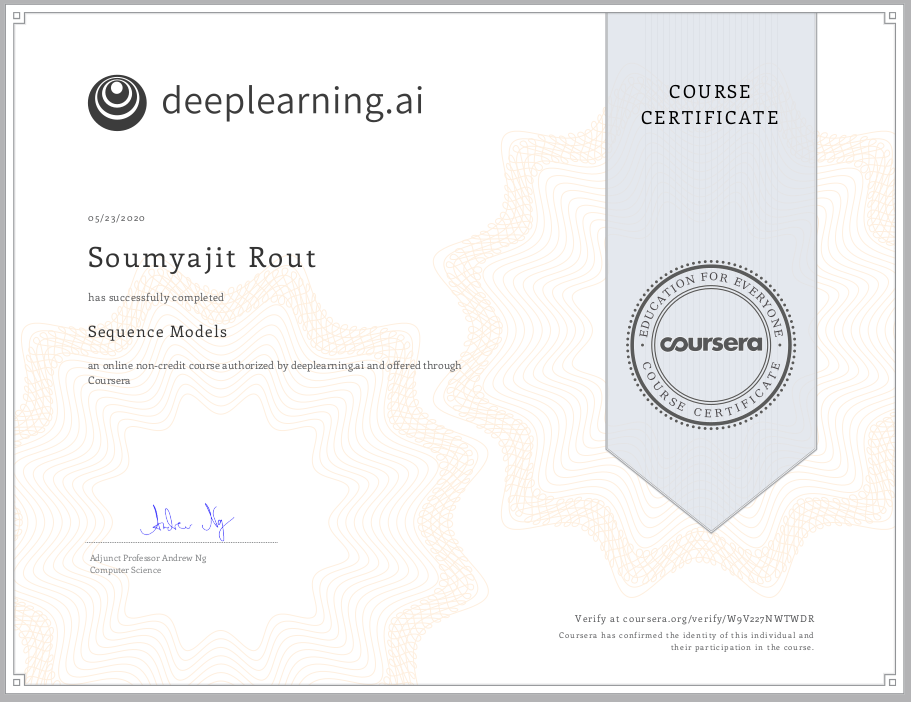 deeplearning.ai
COURSE
CERTIFICATE
05/23/2020
Soumyajit Rout
has successfully completed
Sequence Models
an online non-credit course authorized by deeplearning.ai and offered through
Coursera
EDUCATION FOR EVERYONE
coursera
COURSE CERTIFICATE
Andrew Ng
Adjunct Professor Andrew Ng
Computer Science
Verify at coursera.org/verify/W9V227NWTWDR
Coursera has confirmed the identity of this individual and
their participation in the course.